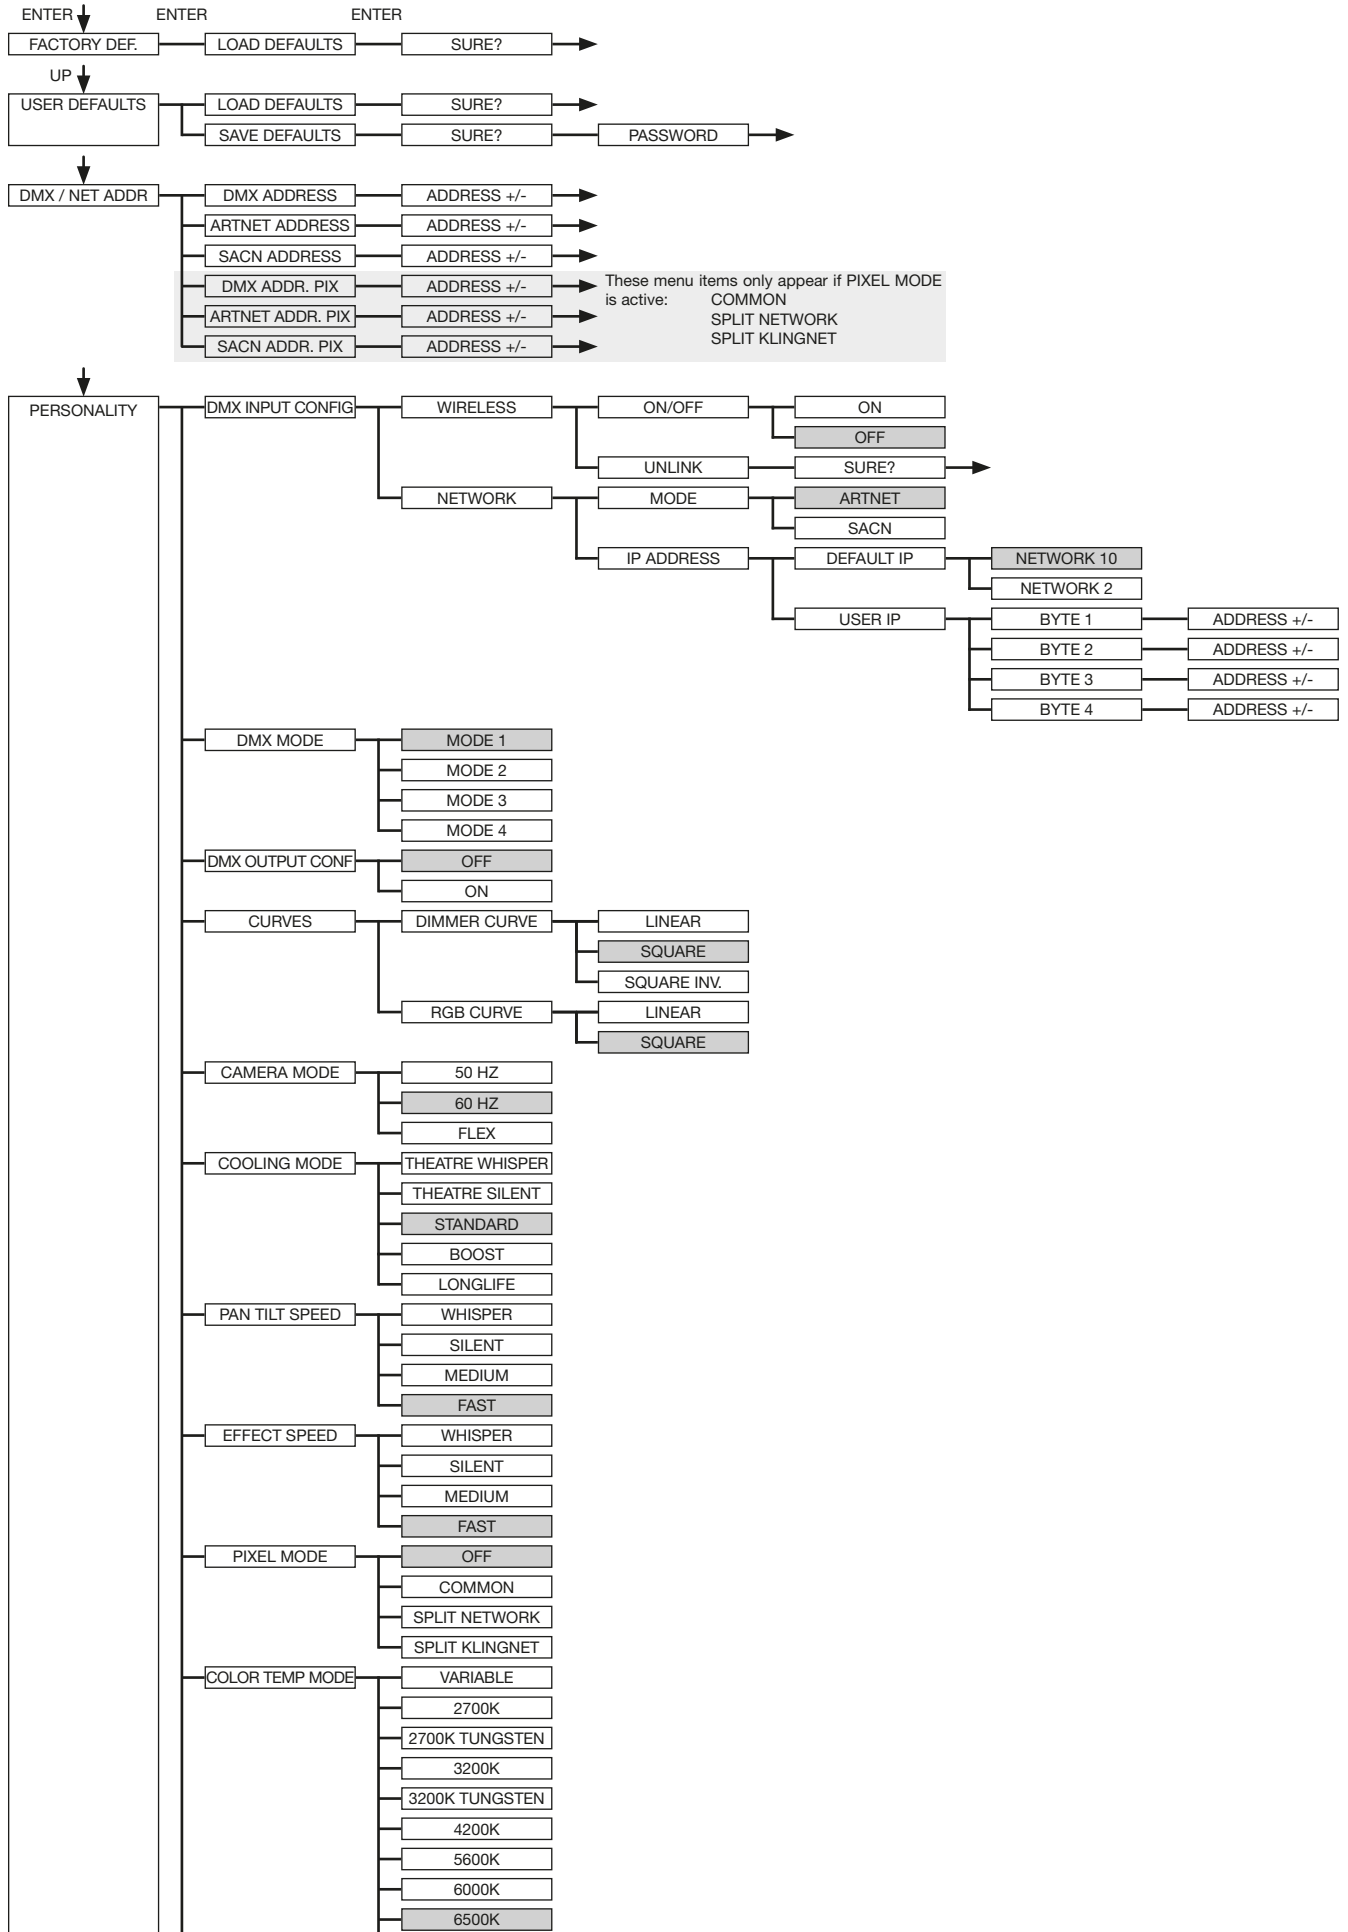 ENTER ENTER ENTER
FACTORY DEF. LOAD DEFAULTS SURE?
UP
USER DEFAULTS LOAD DEFAULTS SURE?
SAVE DEFAULTS SURE? PASSWORD
DMX / NET ADDR DMX ADDRESS ADDRESS +/-
ARTNET ADDRESS ADDRESS +/-
SACN ADDRESS ADDRESS +/-
DMX ADDR. PIX ADDRESS +/- These menu items only appear if PIXEL MODE
is active: COMMON
ARTNET ADDR. PIX ADDRESS +/- SPLIT NETWORK
SACN ADDR. PIX ADDRESS +/- SPLIT KLINGNET
PERSONALITY DMX INPUT CONFIG WIRELESS ON/OFF ON
OFF
UNLINK SURE?
NETWORK MODE ARTNET
SACN
IP ADDRESS DEFAULT IP NETWORK 10
NETWORK 2
USER IP BYTE 1 ADDRESS +/-
BYTE 2 ADDRESS +/-
BYTE 3 ADDRESS +/-
BYTE 4 ADDRESS +/-
DMX MODE MODE 1
MODE 2
MODE 3
MODE 4
DMX OUTPUT CONF OFF
ON
CURVES DIMMER CURVE LINEAR
SQUARE
SQUARE INV.
RGB CURVE LINEAR
SQUARE
CAMERA MODE 50 HZ
60 HZ
FLEX
COOLING MODE THEATRE WHISPER
THEATRE SILENT
STANDARD
BOOST
LONGLIFE
PAN TILT SPEED WHISPER
SILENT
MEDIUM
FAST
EFFECT SPEED WHISPER
SILENT
MEDIUM
FAST
PIXEL MODE OFF
COMMON
SPLIT NETWORK
SPLIT KLINGNET
COLOR TEMP MODE VARIABLE
2700K
2700K TUNGSTEN
3200K
3200K TUNGSTEN
4200K
5600K
6000K
6500K